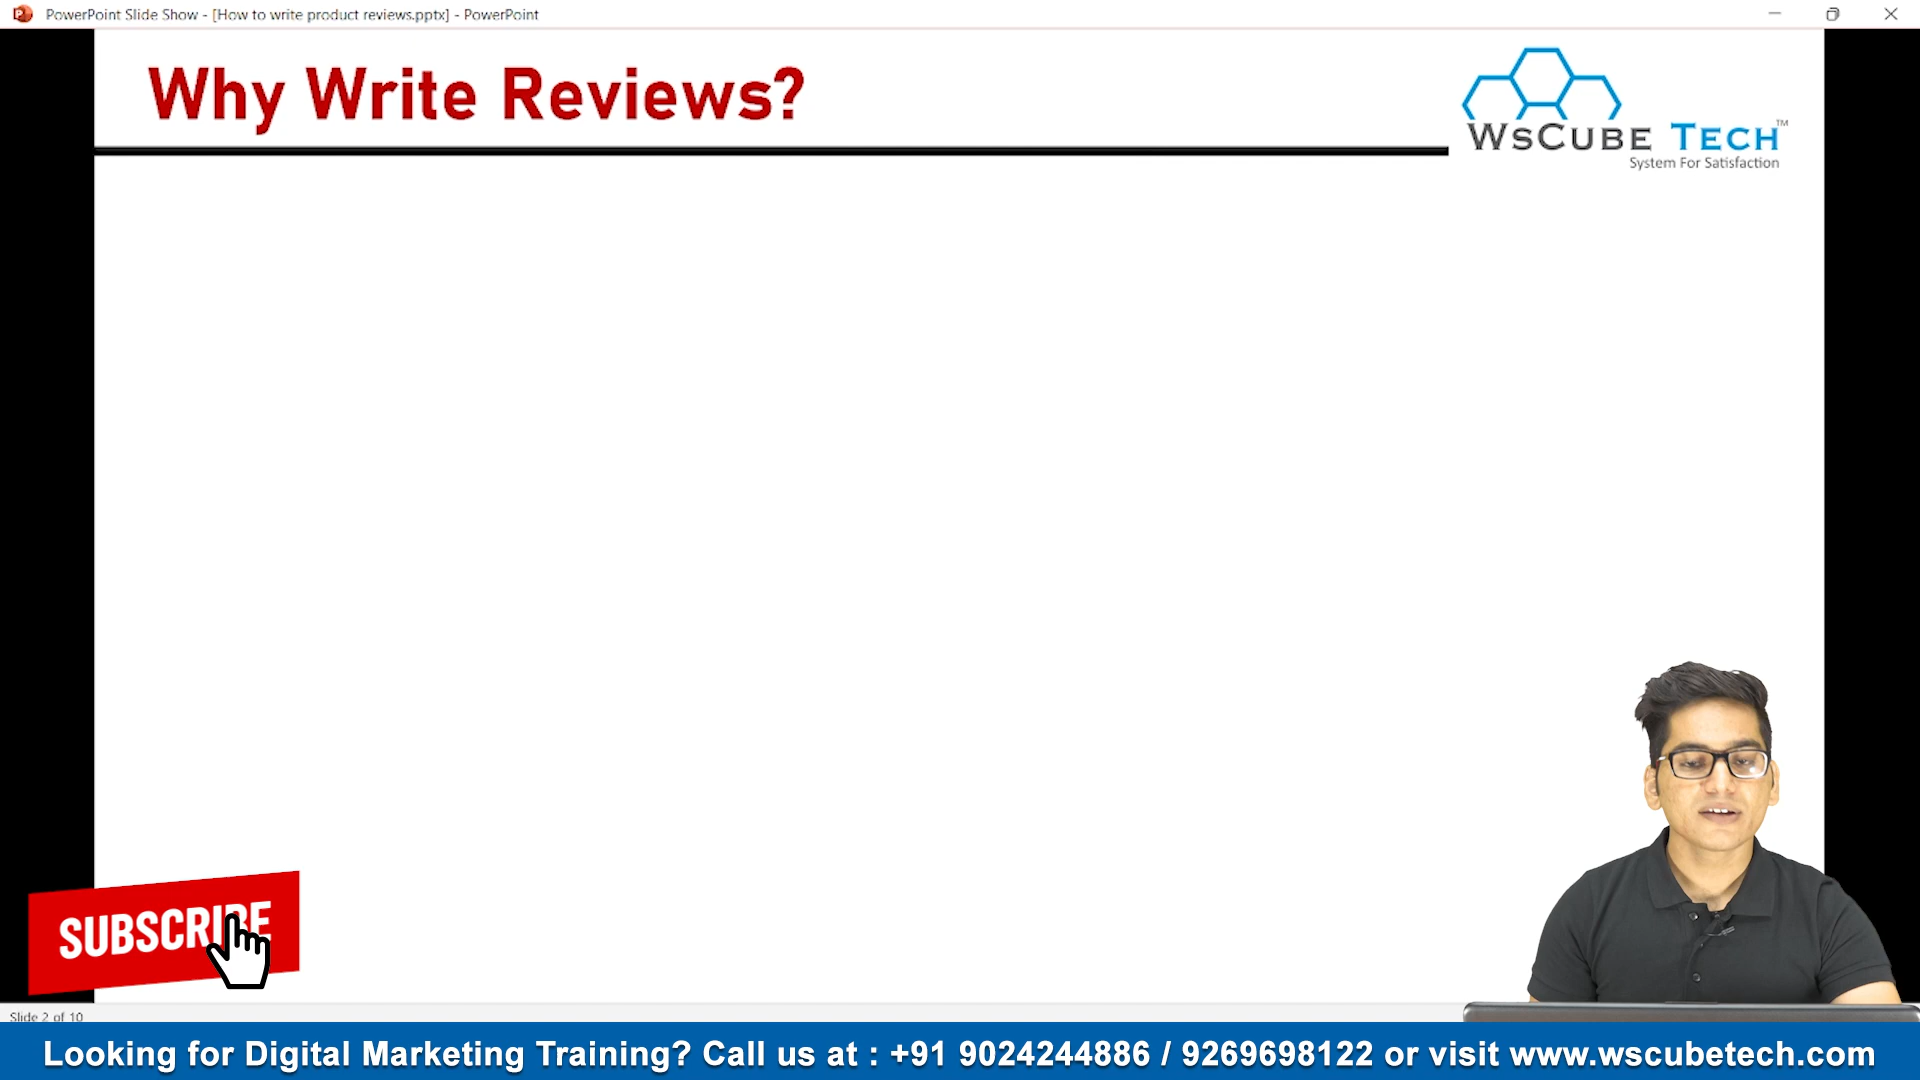 PowerPoint Slide Show - [How to write product reviews.pptx] - PowerPoint
Why Write Reviews?
WSCUBE TECH™
System For Satisfaction
SUBSCRIBE
Slide 2 of 10
Looking for Digital Marketing Training? Call us at : +91 9024244886 / 9269698122 or visit www.wscubetech.com